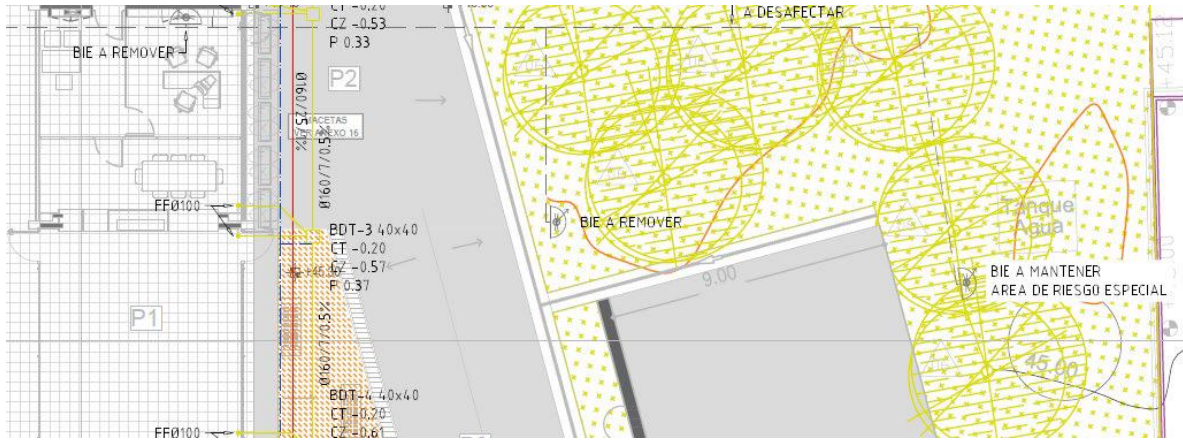 CT -0.20
CZ -0.53
P 0.33
A DESAFECTAR
BIE A REMOVER
P2
MACETAS
VER ANEXO 16
Ø160/7/0.5%
FFØ100
BIE A REMOVER
BDT-3 40x40
CT -0.20
CZ -0.57
P 0.37
+45.00
Tanque
Agua
9.00
BIE A MANTENER
AREA DE RIESGO ESPECIAL
P1
Ø160/7/0.5%
45.00
BDT-4 40x40
CT -0.20
CZ -0.61
FFØ100